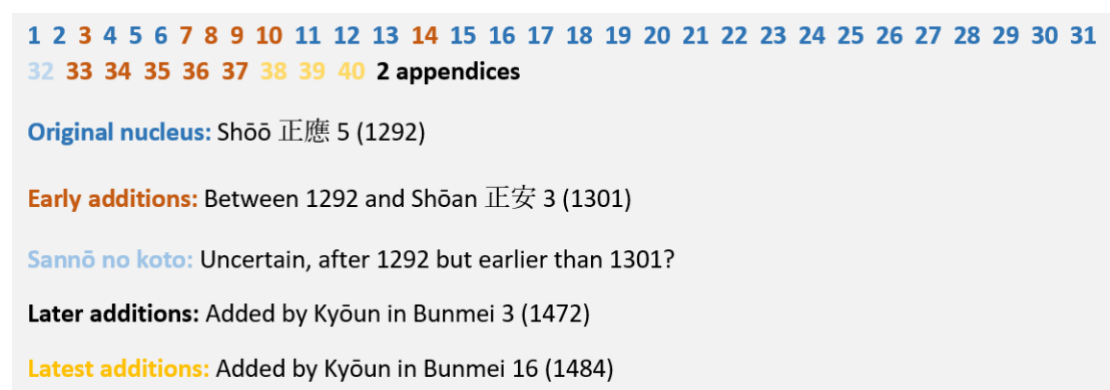 1 2 3 4 5 6 7 8 9 10 11 12 13 14 15 16 17 18 19 20 21 22 23 24 25 26 27 28 29 30 31
32 33 34 35 36 37 38 39 40 2 appendices
Original nucleus: Shōō 正應 5 (1292)
Early additions: Between 1292 and Shōan 正安 3 (1301)
Sannō no koto: Uncertain, after 1292 but earlier than 1301?
Later additions: Added by Kyōun in Bunmei 3 (1472)
Latest additions: Added by Kyōun in Bunmei 16 (1484)